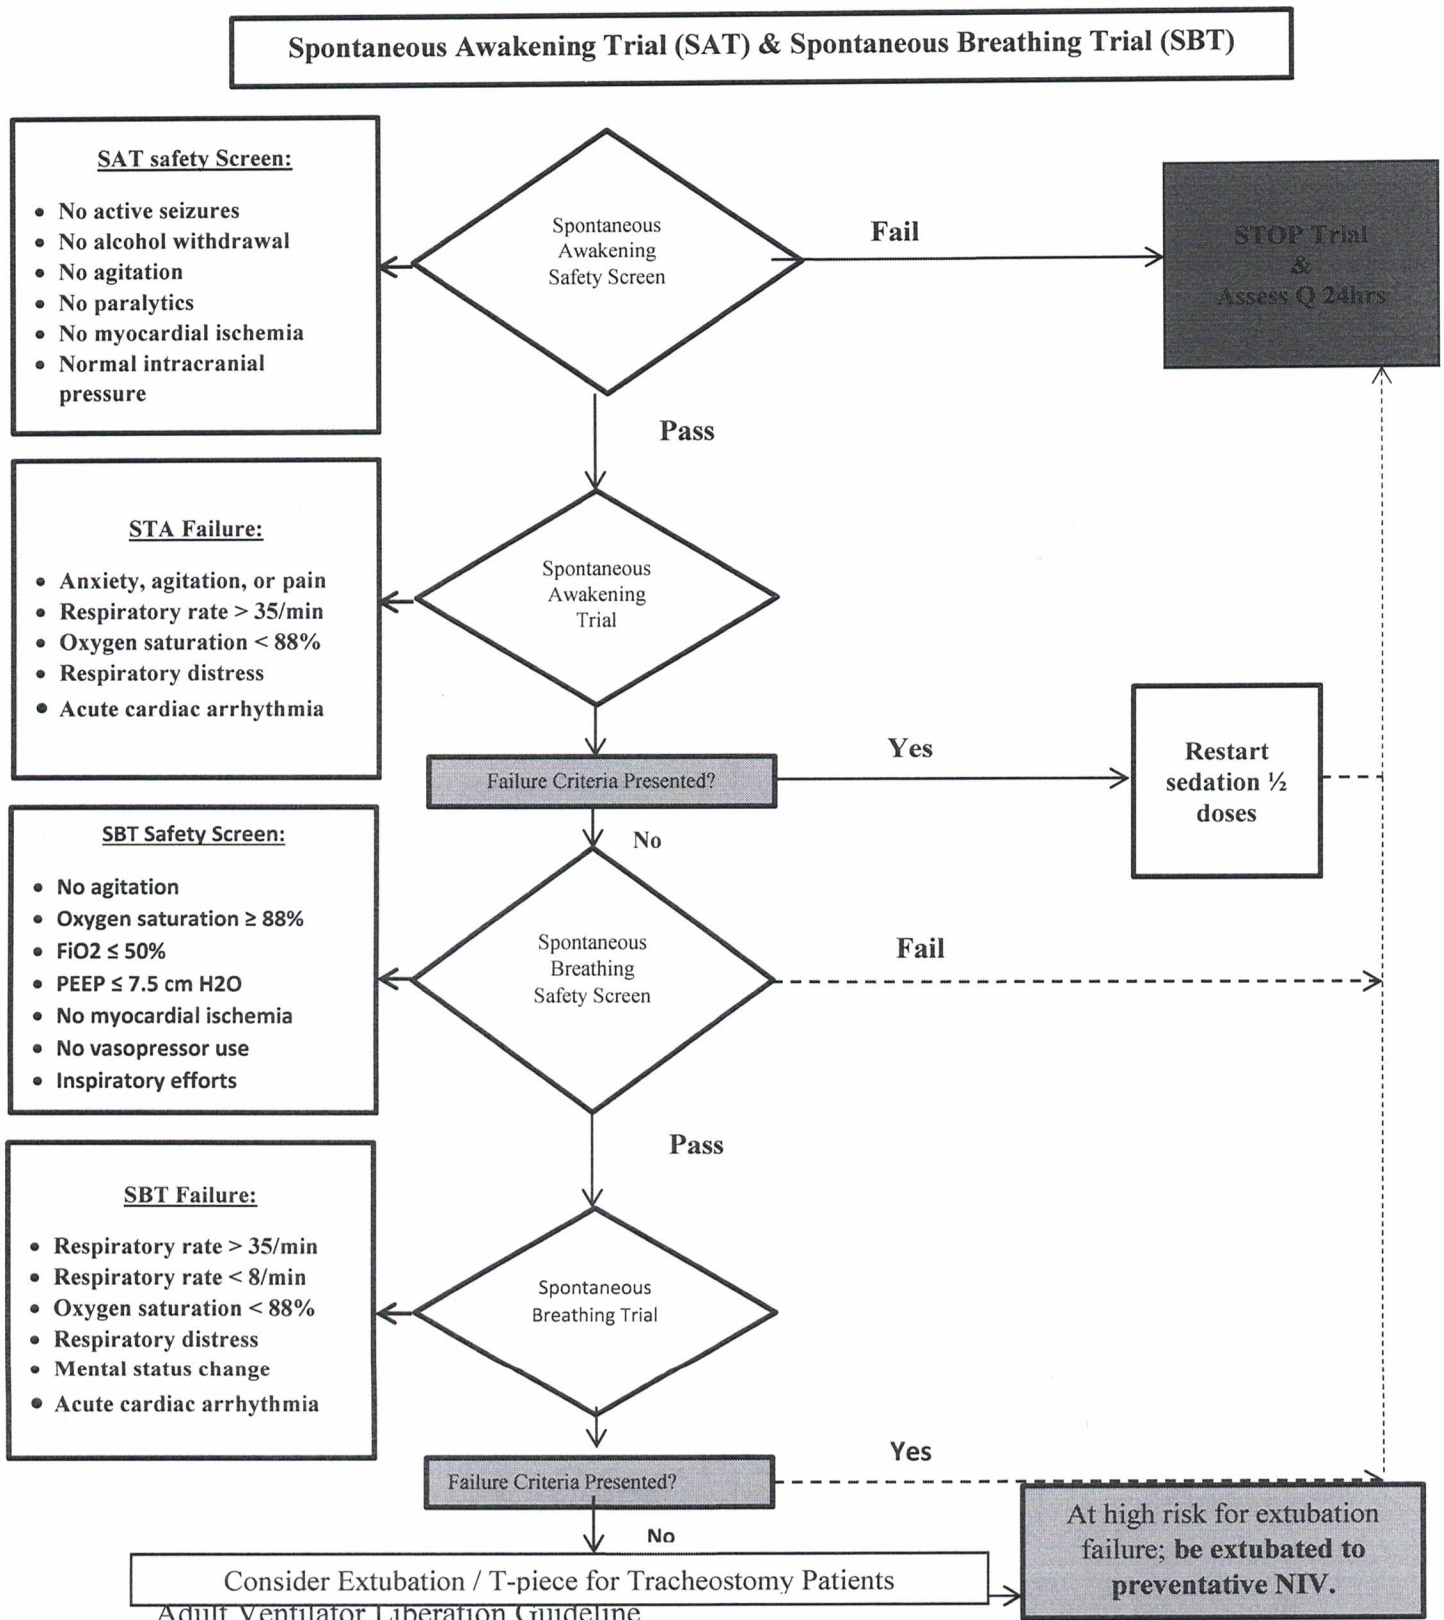 Spontaneous Awakening Trial (SAT) & Spontaneous Breathing Trial (SBT)
SAT safety Screen:
• No active seizures
• No alcohol withdrawal
• No agitation
• No paralytics
• No myocardial ischemia
• Normal intracranial
pressure
Spontaneous
Awakening
Safety Screen
Fail
STOP Trial
&
Assess Q 24hrs
Pass
STA Failure:
• Anxiety, agitation, or pain
• Respiratory rate > 35/min
• Oxygen saturation < 88%
• Respiratory distress
• Acute cardiac arrhythmia
Spontaneous
Awakening
Trial
Failure Criteria Presented?
Yes
Restart
sedation ½
doses
No
SBT Safety Screen:
• No agitation
• Oxygen saturation ≥ 88%
• FiO2 ≤ 50%
• PEEP ≤ 7.5 cm H2O
• No myocardial ischemia
• No vasopressor use
• Inspiratory efforts
Spontaneous
Breathing
Safety Screen
Fail
Pass
SBT Failure:
• Respiratory rate > 35/min
• Respiratory rate < 8/min
• Oxygen saturation < 88%
• Respiratory distress
• Mental status change
• Acute cardiac arrhythmia
Spontaneous
Breathing Trial
Failure Criteria Presented?
Yes
No
Consider Extubation / T-piece for Tracheostomy Patients
At high risk for extubation
failure; be extubated to
preventative NIV.
Adult Ventilator Liberation Guideline